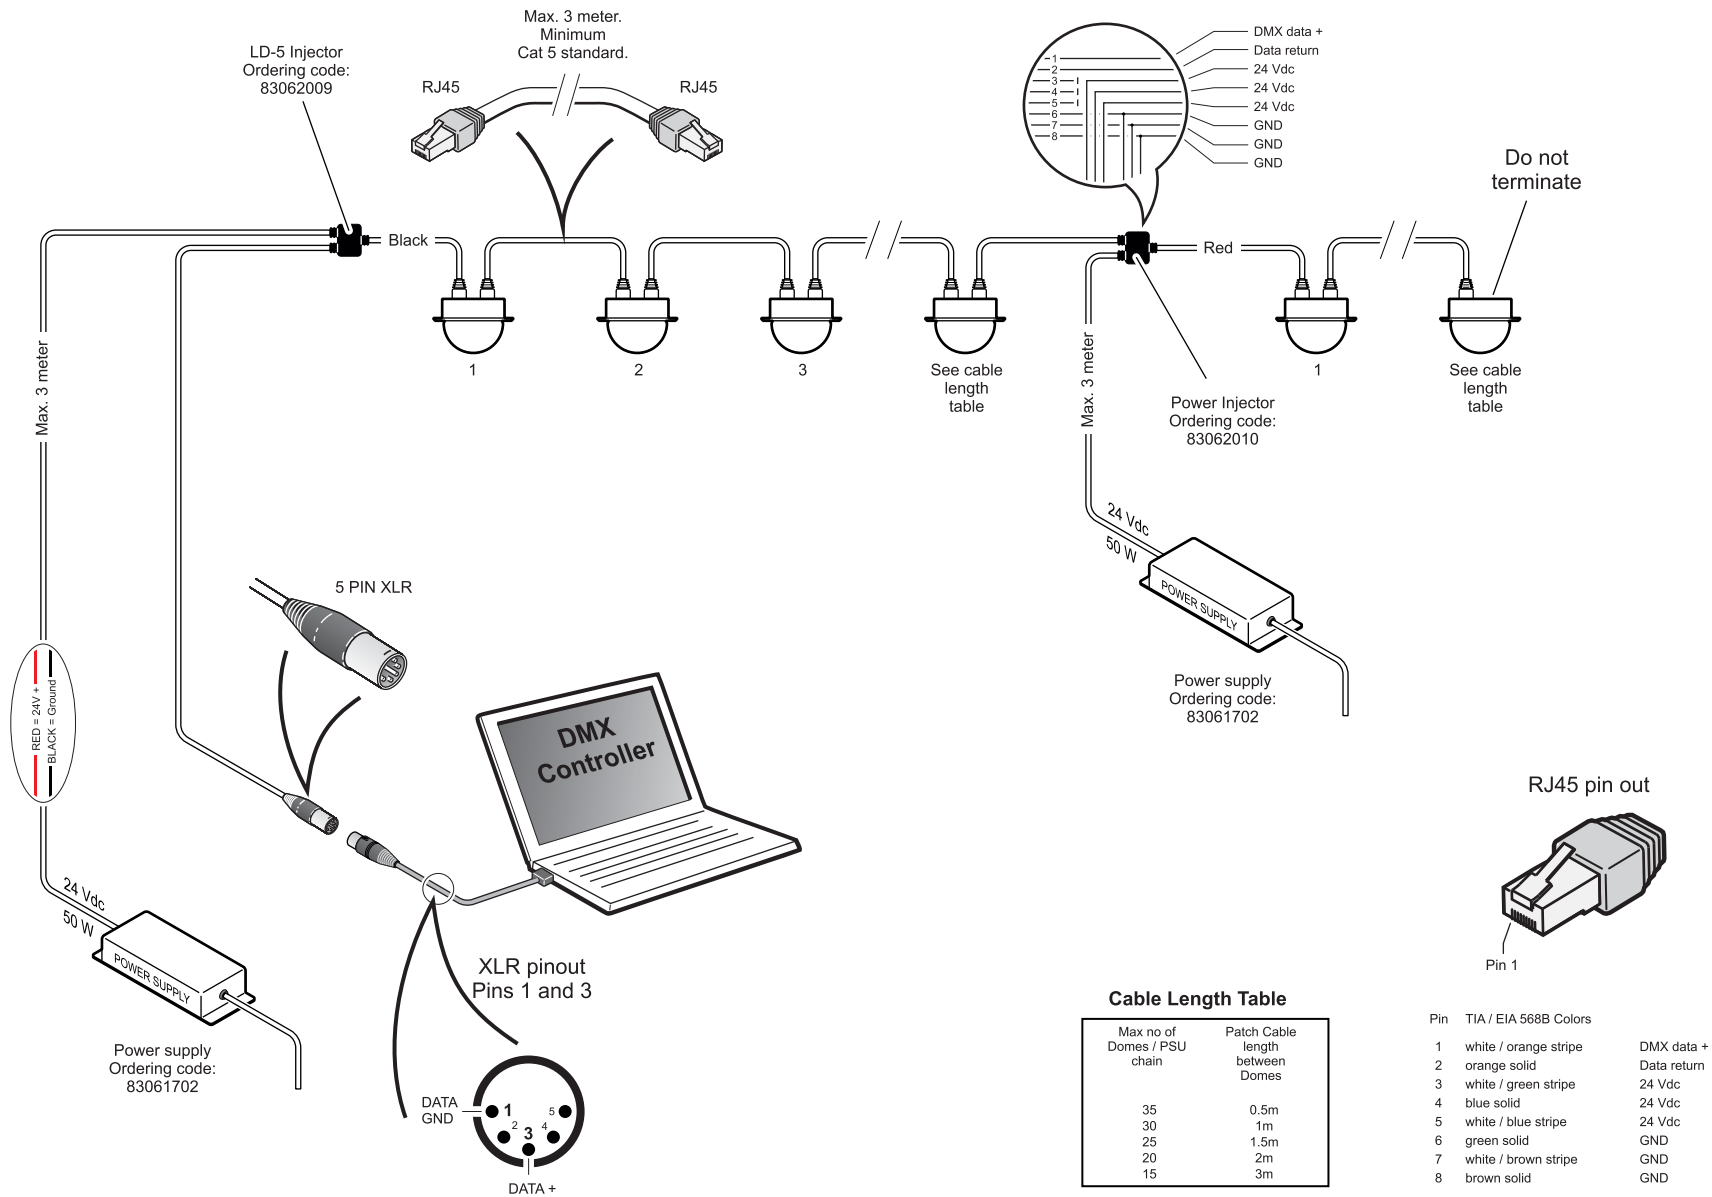 Max. 3 meter.
Minimum
Cat 5 standard.
LD-5 Injector
Ordering code:
83062009
RJ45
RJ45
1
2
3
4
5
6
7
8
DMX data +
Data return
24 Vdc
24 Vdc
24 Vdc
GND
GND
GND
Do not
terminate
Black
Red
1
2
3
See cable
length
table
1
See cable
length
table
Max. 3 meter
Max. 3 meter
Power Injector
Ordering code:
83062010
24 Vdc
50 W
POWER SUPPLY
Power supply
Ordering code:
83061702
5 PIN XLR
RED = 24V +
BLACK = Ground
DMX
Controller
24 Vdc
50 W
POWER SUPPLY
Power supply
Ordering code:
83061702
XLR pinout
Pins 1 and 3
DATA
GND
1
2
3
4
5
DATA +
RJ45 pin out
Pin 1
Cable Length Table
Max no of
Domes / PSU
chain
Patch Cable
length
between
Domes
35 0.5m
30 1m
25 1.5m
20 2m
15 3m
Pin TIA / EIA 568B Colors
1 white / orange stripe DMX data +
2 orange solid Data return
3 white / green stripe 24 Vdc
4 blue solid 24 Vdc
5 white / blue stripe 24 Vdc
6 green solid GND
7 white / brown stripe GND
8 brown solid GND